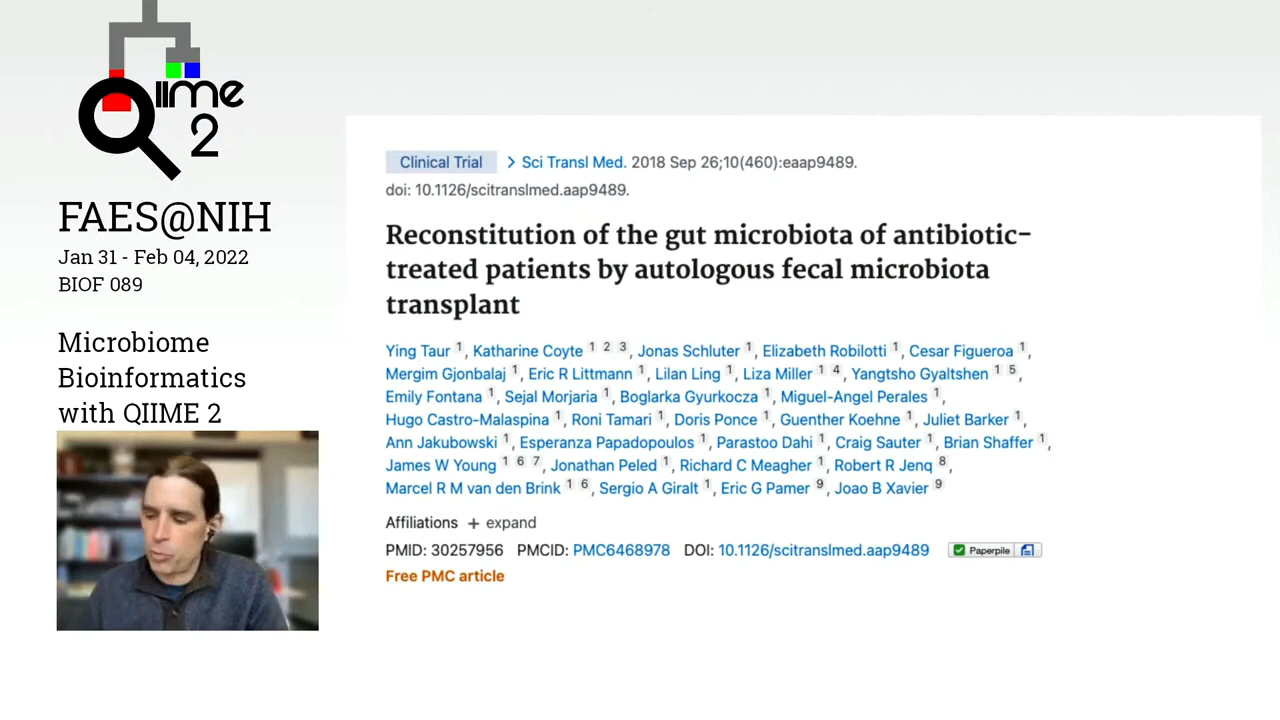 QIIME
2
FAES@NIH
Jan 31 - Feb 04, 2022
BIOF 089
Microbiome
Bioinformatics
with QIIME 2
Clinical Trial > Sci Transl Med. 2018 Sep 26;10(460):eaap9489.
doi: 10.1126/scitranslmed.aap9489.
Reconstitution of the gut microbiota of antibiotic-
treated patients by autologous fecal microbiota
transplant
Ying Taur 1, Katharine Coyte 1 2 3, Jonas Schluter 1, Elizabeth Robilotti 1, Cesar Figueroa 1,
Mergim Gjonbalaj 1, Eric R Littmann 1, Lilan Ling 1, Liza Miller 1 4, Yangtsho Gyaltshen 1 5,
Emily Fontana 1, Sejal Morjaria 1, Boglarka Gyurkocza 1, Miguel-Angel Perales 1,
Hugo Castro-Malaspina 1, Roni Tamari 1, Doris Ponce 1, Guenther Koehne 1, Juliet Barker 1,
Ann Jakubowski 1, Esperanza Papadopoulos 1, Parastoo Dahi 1, Craig Sauter 1, Brian Shaffer 1,
James W Young 1 6 7, Jonathan Peled 1, Richard C Meagher 1, Robert R Jenq 8,
Marcel R M van den Brink 1 6, Sergio A Giralt 1, Eric G Pamer 9, Joao B Xavier 9
Affiliations + expand
PMID: 30257956 PMCID: PMC6468978 DOI: 10.1126/scitranslmed.aap9489 Paperpile
Free PMC article